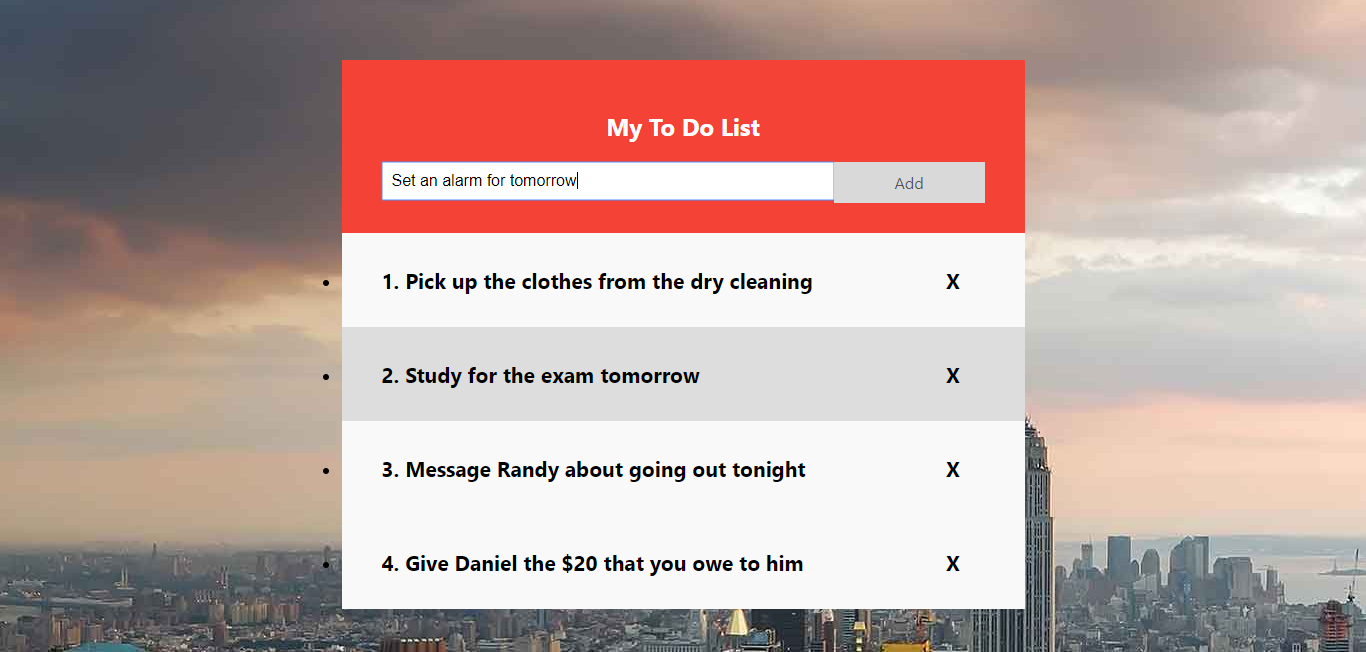 My To Do List
Set an alarm for tomorrow Add
1. Pick up the clothes from the dry cleaning X
2. Study for the exam tomorrow X
3. Message Randy about going out tonight X
4. Give Daniel the $20 that you owe to him X